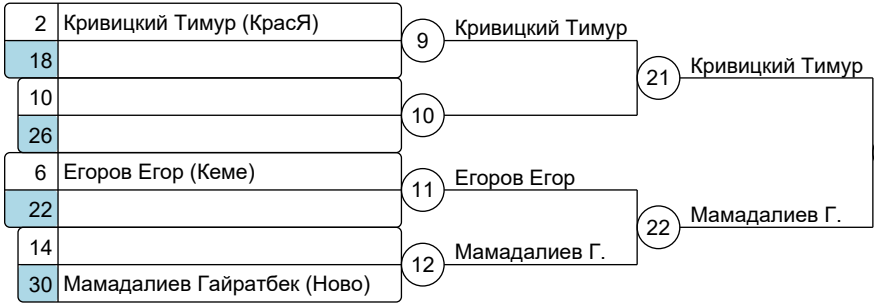 2 Кривицкий Тимур (КрасЯ)
18
9 Кривицкий Тимур
10
26
10
21 Кривицкий Тимур
6 Егоров Егор (Кеме)
22
11 Егоров Егор
14
30 Мамадалиев Гайратбек (Ново)
12 Мамадалиев Г.
22 Мамадалиев Г.